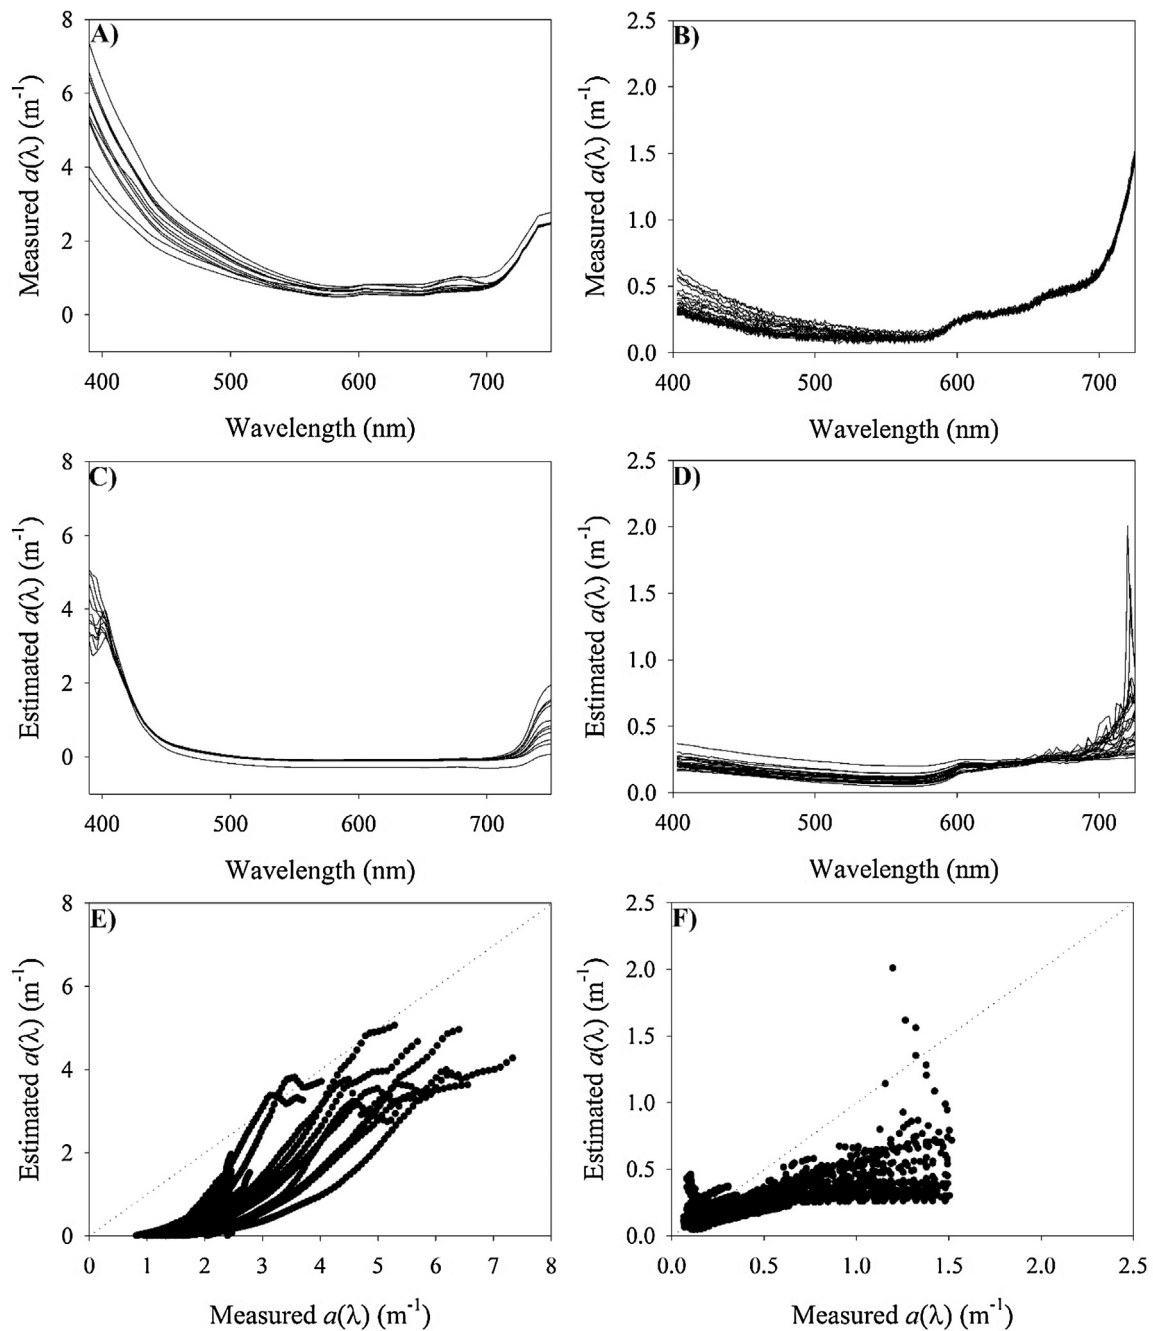 A)
8
6
4
2
0
Measured a(λ) (m⁻¹)
400 500 600 700
Wavelength (nm)
B)
2.5
2.0
1.5
1.0
0.5
0.0
Measured a(λ) (m⁻¹)
400 500 600 700
Wavelength (nm)
C)
8
6
4
2
0
Estimated a(λ) (m⁻¹)
400 500 600 700
Wavelength (nm)
D)
2.5
2.0
1.5
1.0
0.5
0.0
Estimated a(λ) (m⁻¹)
400 500 600 700
Wavelength (nm)
E)
8
6
4
2
0
Estimated a(λ) (m⁻¹)
0 1 2 3 4 5 6 7 8
Measured a(λ) (m⁻¹)
F)
2.5
2.0
1.5
1.0
0.5
0.0
Estimated a(λ) (m⁻¹)
0.0 0.5 1.0 1.5 2.0 2.5
Measured a(λ) (m⁻¹)